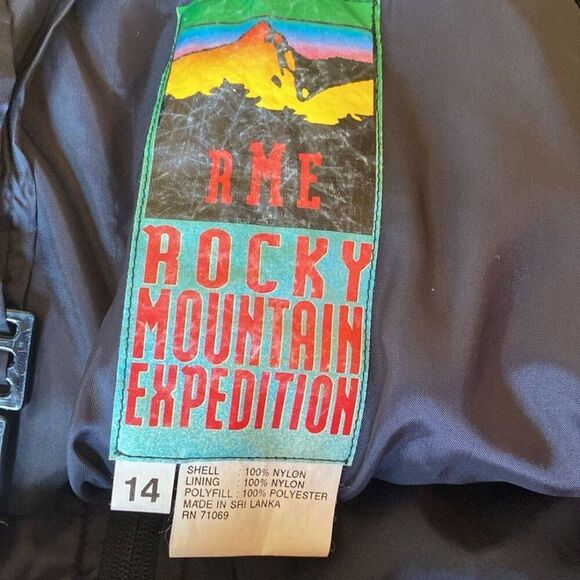 RME
ROCKY
MOUNTAIN
EXPEDITION
14
SHELL : 100% NYLON
LINING : 100% NYLON
POLYFILL : 100% POLYESTER
MADE IN SRI LANKA
RN 71069